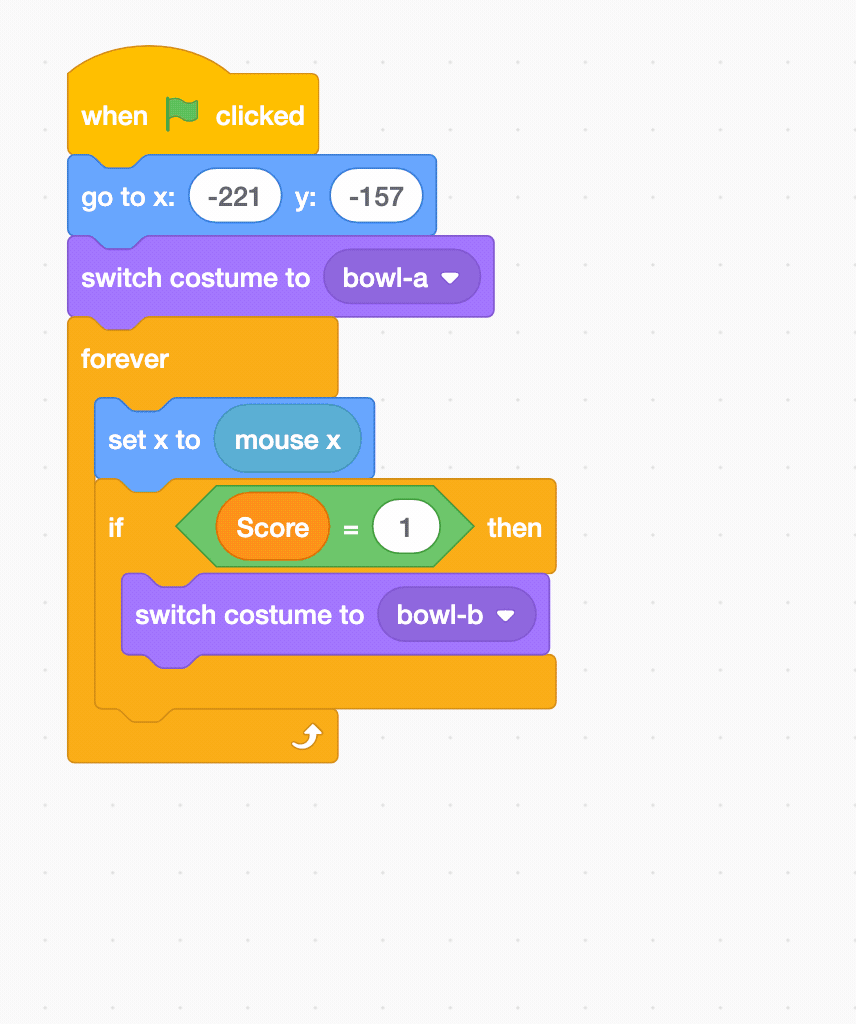 when clicked
go to x: -221 y: -157
switch costume to bowl-a
forever
set x to mouse x
if Score = 1 then
switch costume to bowl-b